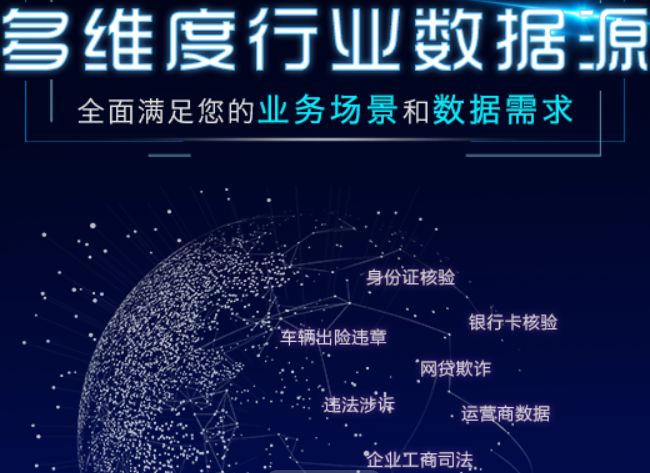 多维度行业数据源
全面满足您的业务场景和数据需求
身份证核验
银行卡核验
车辆出险违章
网贷欺诈
违法涉诉
运营商数据
企业工商司法